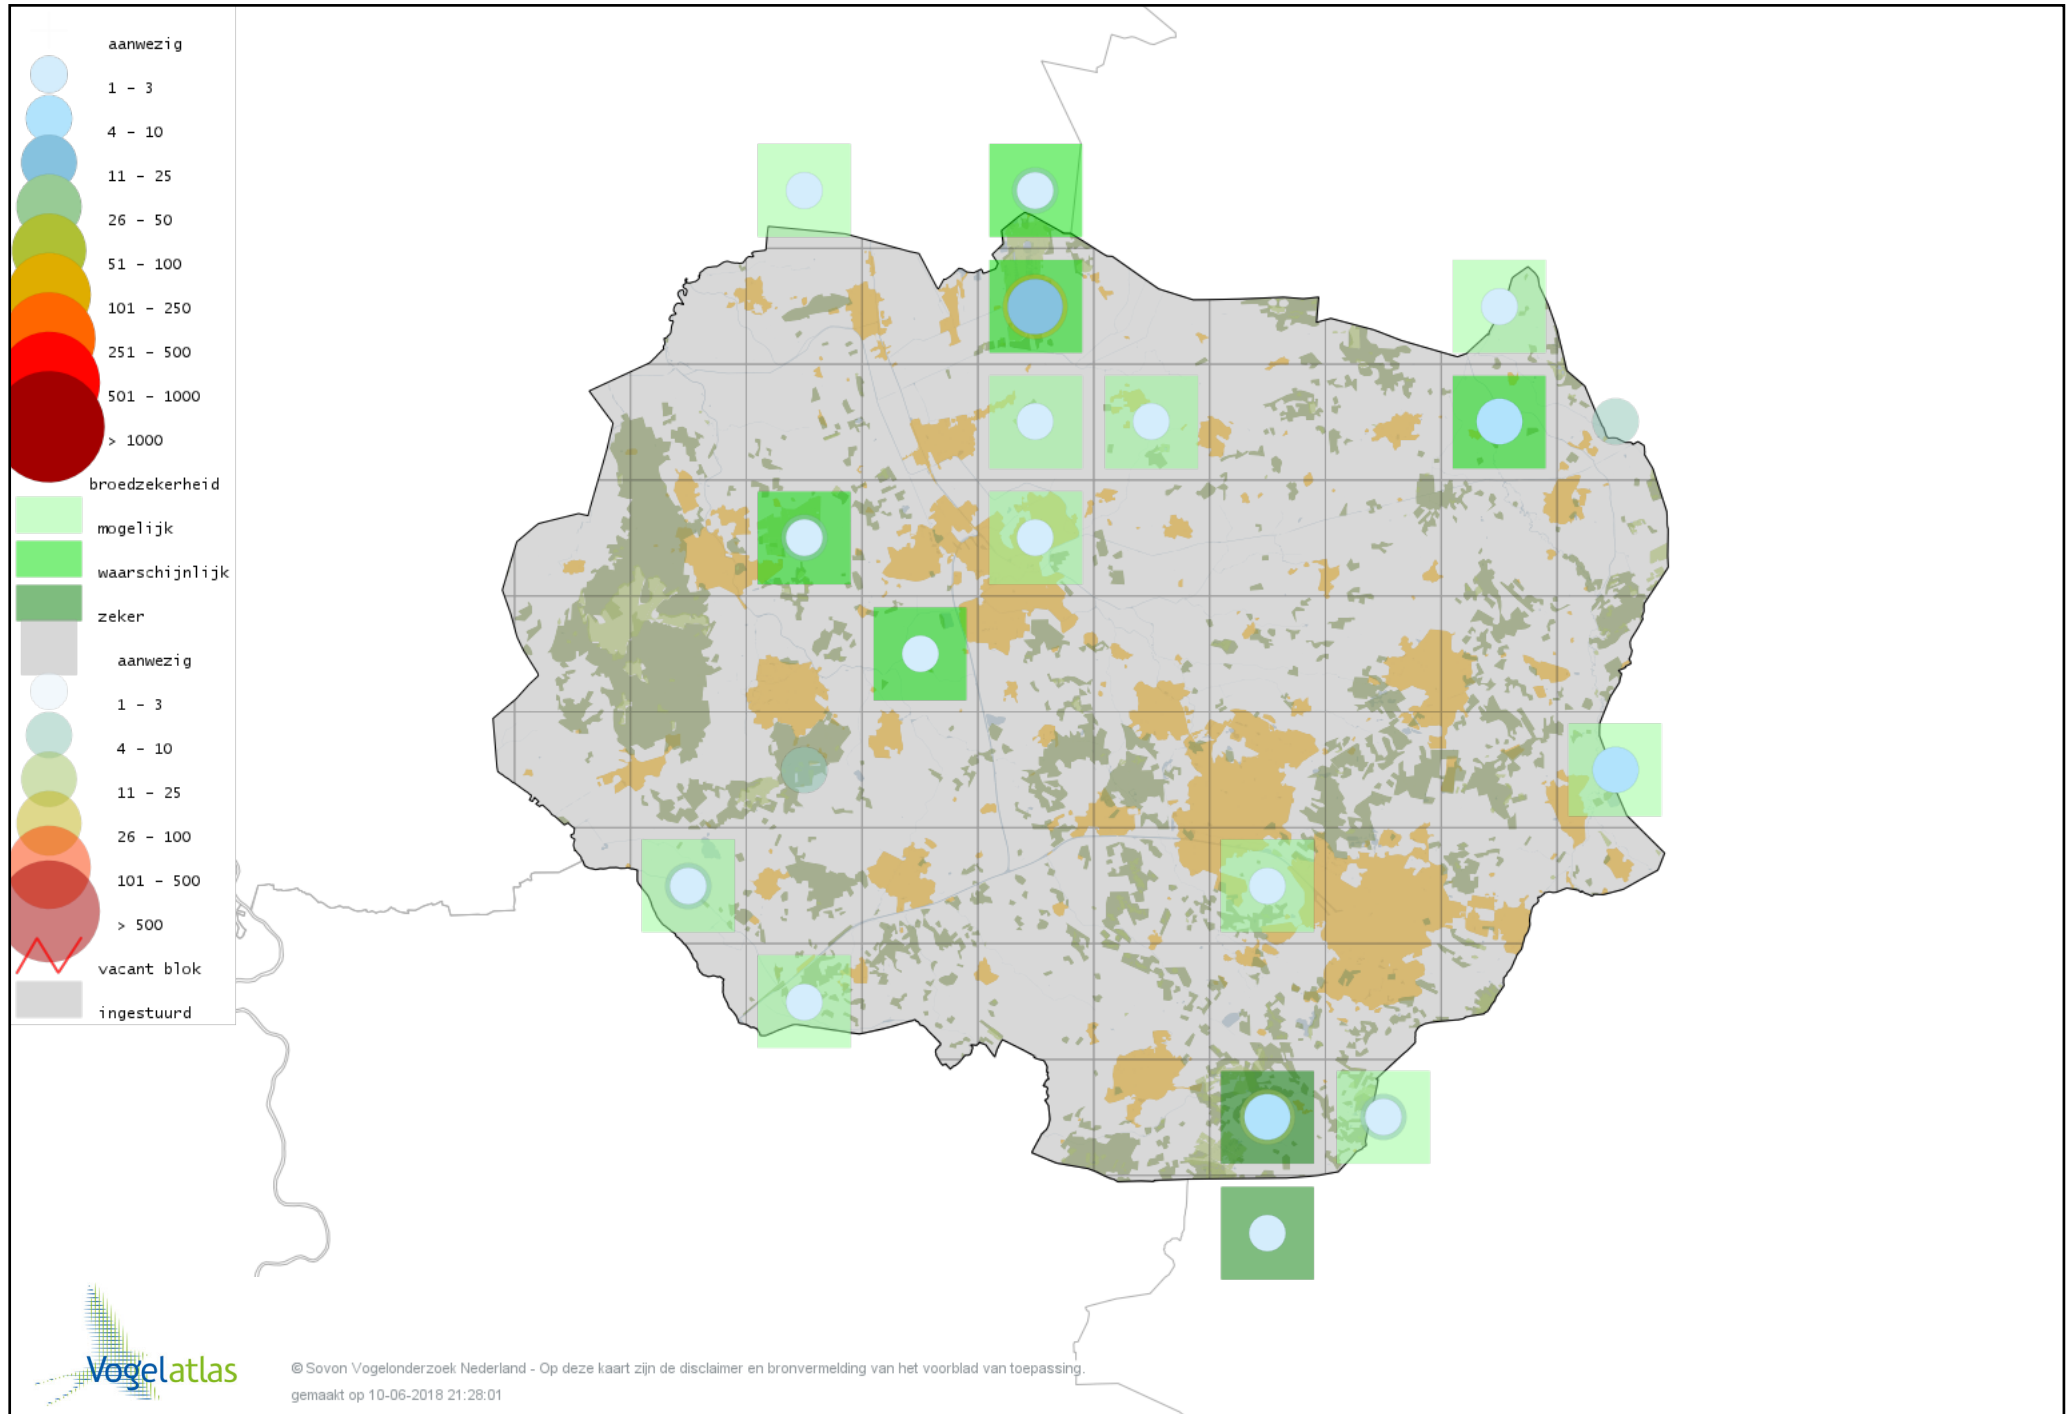 aanwezig
1 - 3
4 - 10
11 - 25
26 - 50
51 - 100
101 - 250
251 - 500
501 - 1000
> 1000
broedzekerheid
mogelijk
waarschijnlijk
zeker
aanwezig
1 - 3
4 - 10
11 - 25
26 - 100
101 - 500
> 500
vacant blok
ingestuurd
Vogelatlas
© Sovon Vogelonderzoek Nederland - Op deze kaart zijn de disclaimer en bronvermelding van het voorblad van toepassing.
gemaakt op 10-06-2018 21:28:01